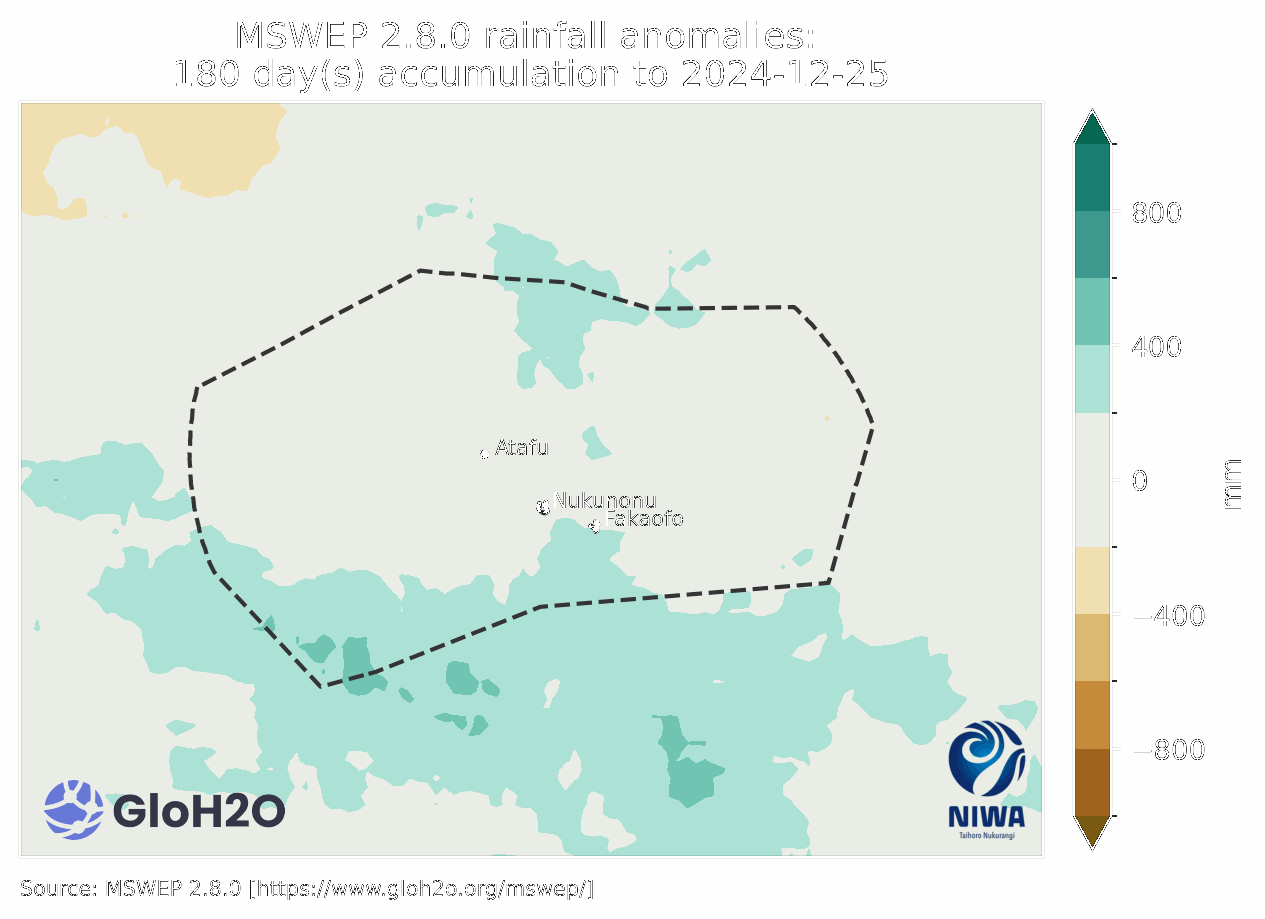 MSWEP 2.8.0 rainfall anomalies:
180 day(s) accumulation to 2024-12-25
800
400
0
−400
−800
mm
Atafu
Nukunonu
Fakaofo
GloH2O
NIWA
Taihoro Nukurangi
Source: MSWEP 2.8.0 [https://www.gloh2o.org/mswep/]